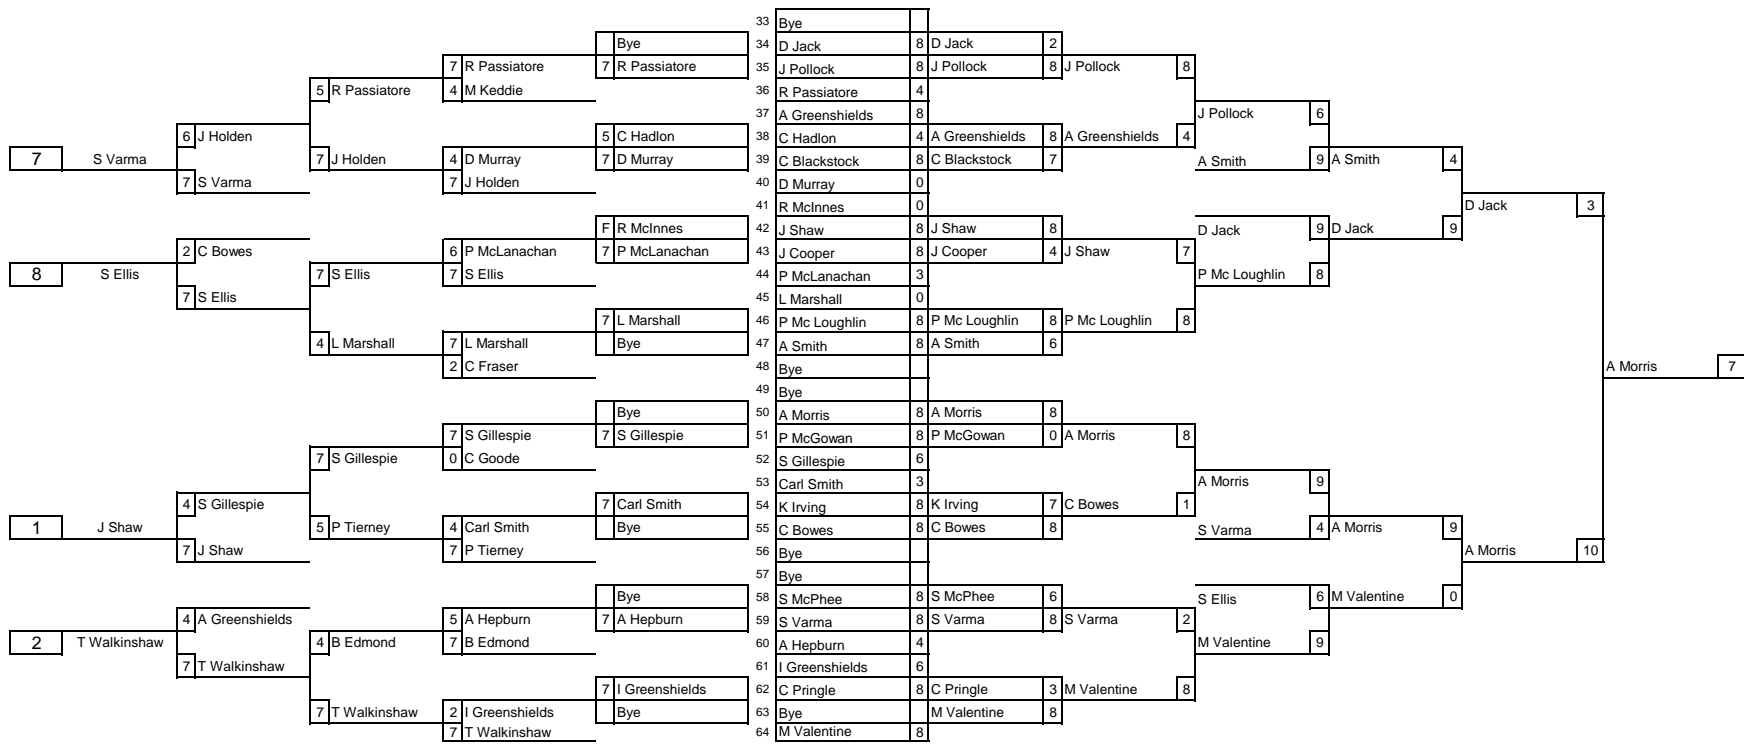 33 Bye
Bye 34 D Jack 8 D Jack 2
7 R Passiatore 7 R Passiatore 35 J Pollock 8 J Pollock 8 J Pollock 8
5 R Passiatore 4 M Keddie 36 R Passiatore 4
37 A Greenshields 8 J Pollock 6
6 J Holden 5 C Hadlon 38 C Hadlon 4 A Greenshields 8 A Greenshields 4
7 S Varma 7 J Holden 4 D Murray 7 D Murray 39 C Blackstock 8 C Blackstock 7 A Smith 9 A Smith 4
7 S Varma 7 J Holden 40 D Murray 0
41 R McInnes 0 D Jack 3
F R McInnes 42 J Shaw 8 J Shaw 8 D Jack 9 D Jack 9
2 C Bowes 6 P McLanachan 7 P McLanachan 43 J Cooper 8 J Cooper 4 J Shaw 7
8 S Ellis 7 S Ellis 7 S Ellis 44 P McLanachan 3 P Mc Loughlin 8
7 S Ellis 45 L Marshall 0
7 L Marshall 46 P Mc Loughlin 8 P Mc Loughlin 8 P Mc Loughlin 8
4 L Marshall 7 L Marshall Bye 47 A Smith 8 A Smith 6
2 C Fraser 48 Bye A Morris 7
49 Bye
Bye 50 A Morris 8 A Morris 8
7 S Gillespie 7 S Gillespie 51 P McGowan 8 P McGowan 0 A Morris 8
7 S Gillespie 0 C Goode 52 S Gillespie 6
53 Carl Smith 3 A Morris 9
4 S Gillespie 7 Carl Smith 54 K Irving 8 K Irving 7 C Bowes 1
1 J Shaw 5 P Tierney 4 Carl Smith Bye 55 C Bowes 8 C Bowes 8 S Varma 4 A Morris 9
7 J Shaw 7 P Tierney 56 Bye A Morris 10
57 Bye
Bye 58 S McPhee 8 S McPhee 6 S Ellis 6 M Valentine 0
4 A Greenshields 5 A Hepburn 7 A Hepburn 59 S Varma 8 S Varma 8 S Varma 2
2 T Walkinshaw 4 B Edmond 7 B Edmond 60 A Hepburn 4 M Valentine 9
7 T Walkinshaw 61 I Greenshields 6
7 I Greenshields 62 C Pringle 8 C Pringle 3 M Valentine 8
7 T Walkinshaw 2 I Greenshields Bye 63 Bye M Valentine 8
7 T Walkinshaw 64 M Valentine 8